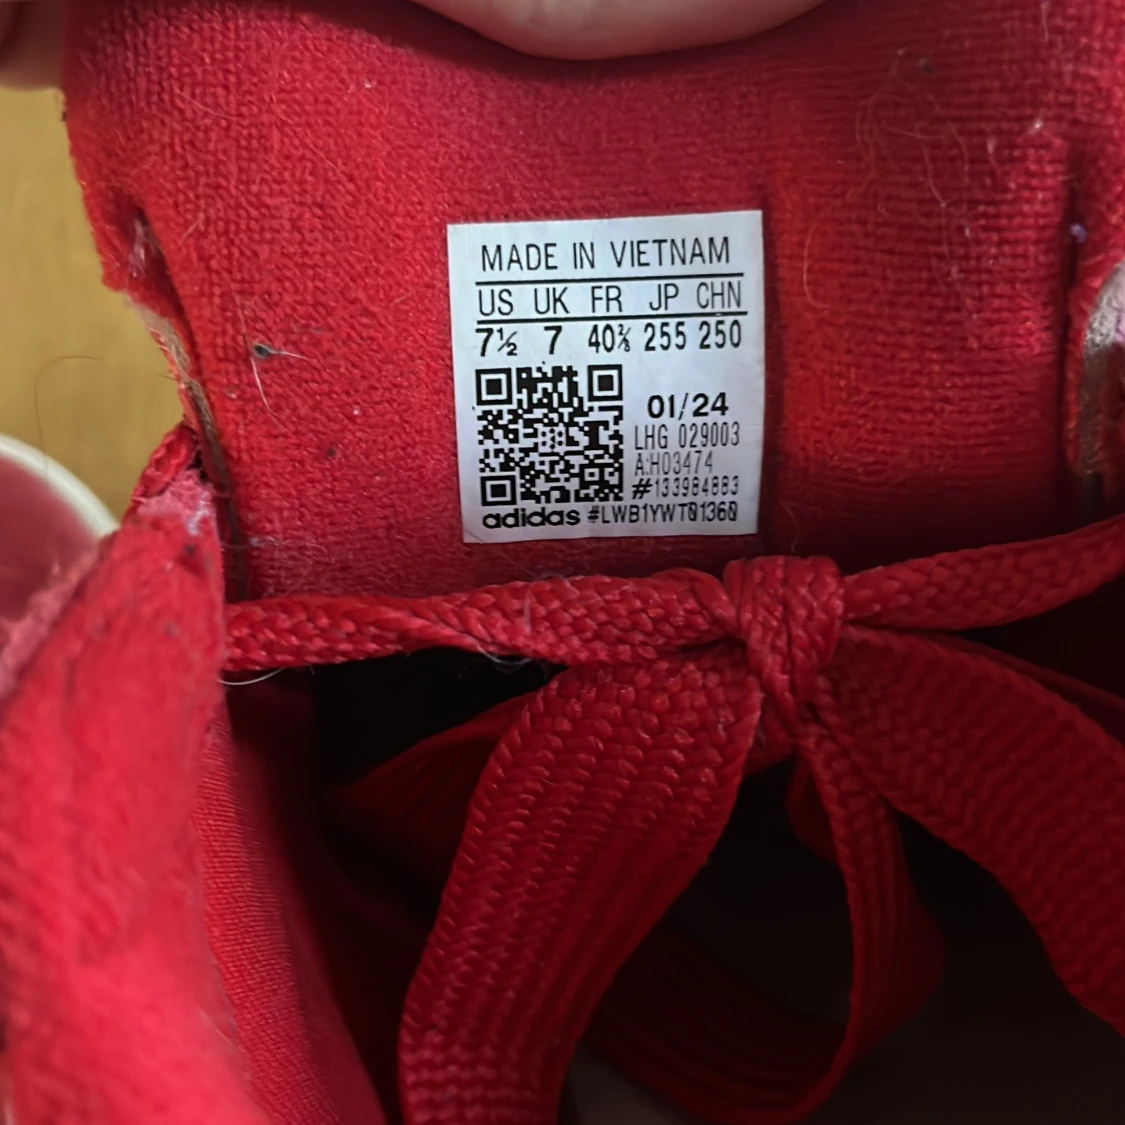 MADE IN VIETNAM
US UK FR JP CHN
7½ 7 40⅔ 255 250
01/24
LHG 029003
A:H03474
#133984883
adidas #LWB1YWT01360